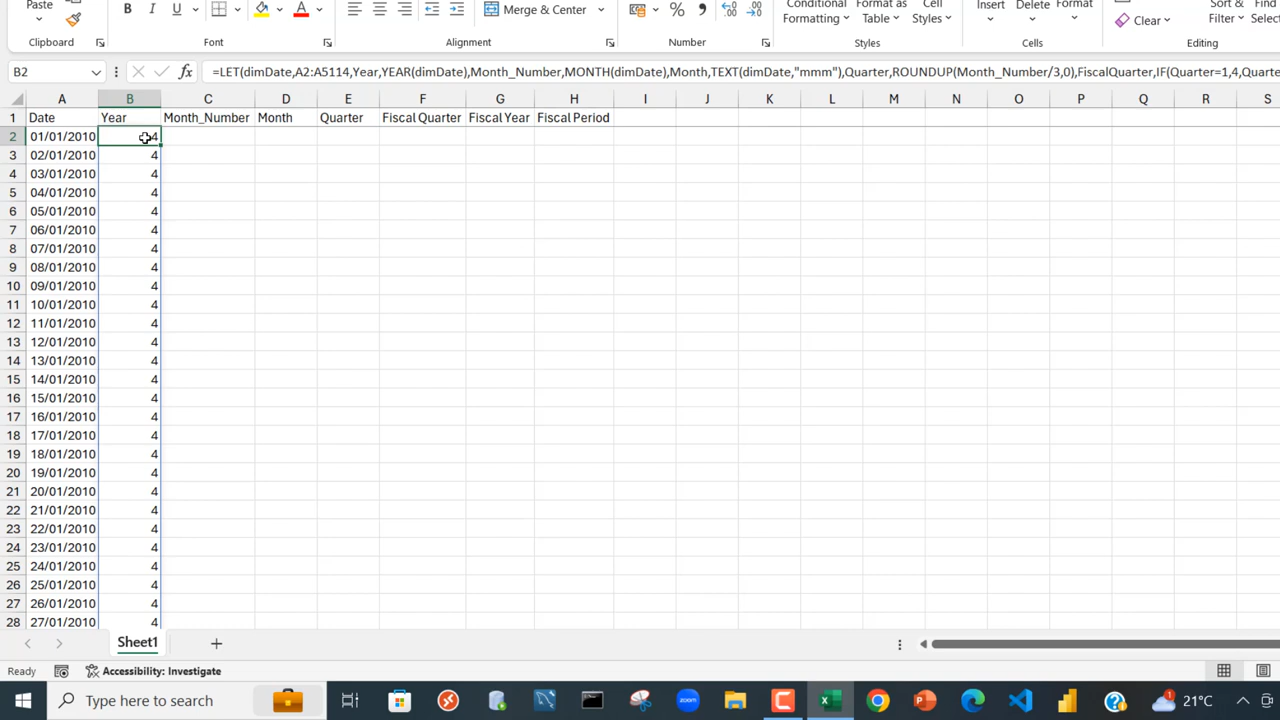 Paste
B I U
A
Merge & Center
%
Conditional Formatting
Format as Table
Cell Styles
Insert
Delete
Format
Clear
Sort & Filter
Find & Select
Clipboard
Font
Alignment
Number
Styles
Cells
Editing
B2 fx =LET(dimDate,A2:A5114,Year,YEAR(dimDate),Month_Number,MONTH(dimDate),Month,TEXT(dimDate,"mmm"),Quarter,ROUNDUP(Month_Number/3,0),FiscalQuarter,IF(Quarter=1,4,Quarte
A B C D E F G H I J K L M N O P Q R S
1 Date Year Month_Number Month Quarter Fiscal Quarter Fiscal Year Fiscal Period
2 01/01/2010 4
3 02/01/2010 4
4 03/01/2010 4
5 04/01/2010 4
6 05/01/2010 4
7 06/01/2010 4
8 07/01/2010 4
9 08/01/2010 4
10 09/01/2010 4
11 10/01/2010 4
12 11/01/2010 4
13 12/01/2010 4
14 13/01/2010 4
15 14/01/2010 4
16 15/01/2010 4
17 16/01/2010 4
18 17/01/2010 4
19 18/01/2010 4
20 19/01/2010 4
21 20/01/2010 4
22 21/01/2010 4
23 22/01/2010 4
24 23/01/2010 4
25 24/01/2010 4
26 25/01/2010 4
27 26/01/2010 4
28 27/01/2010 4
Sheet1
Ready
Accessibility: Investigate
Type here to search
zoom
21°C